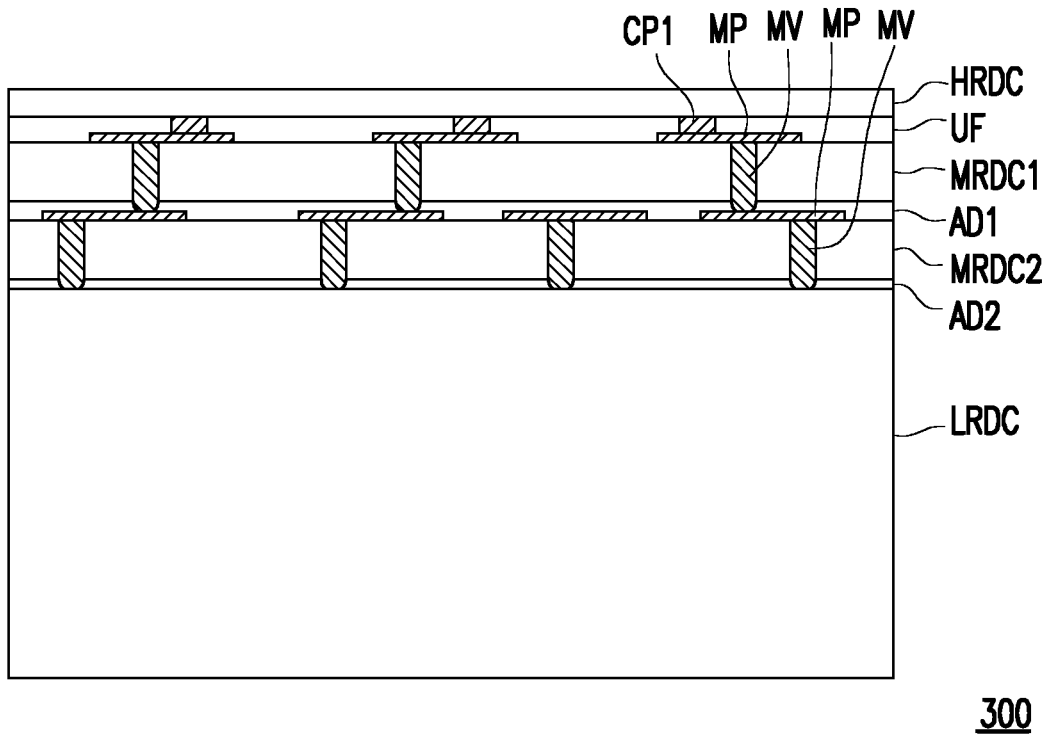 CP1 MP MV MP MV
HRDC
UF
MRDC1
AD1
MRDC2
AD2
LRDC
300